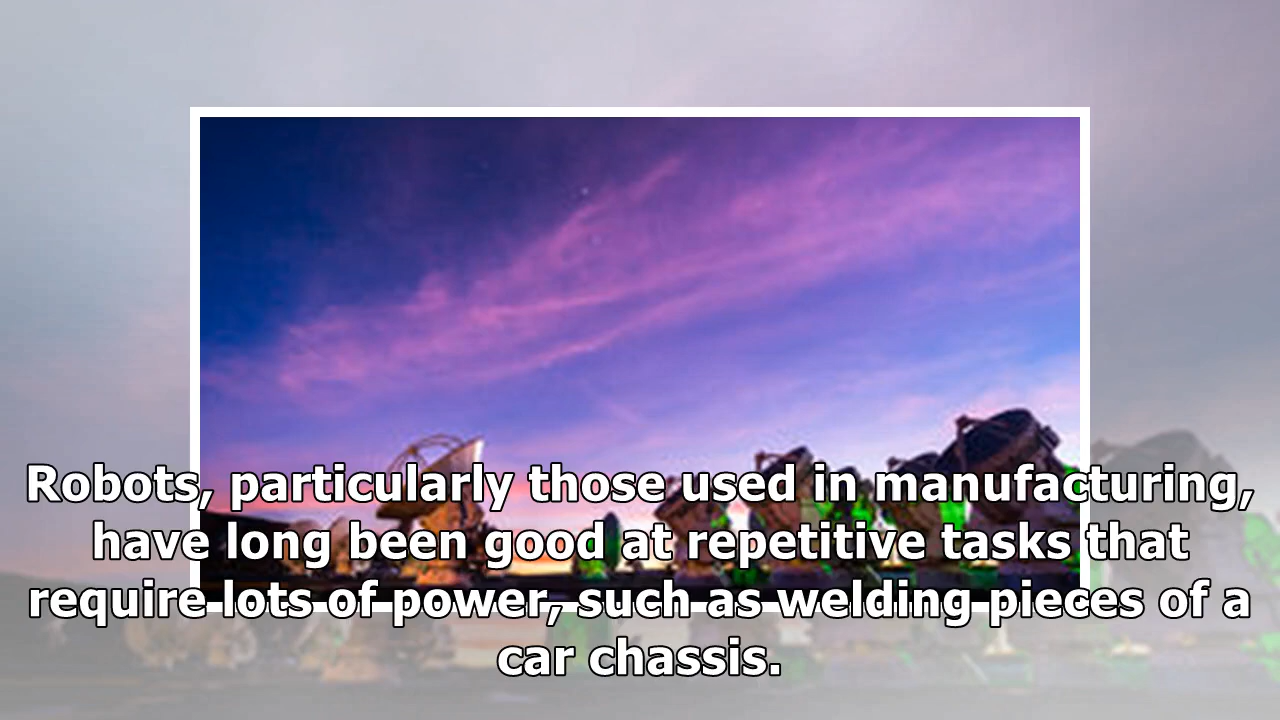 Robots, particularly those used in manufacturing,
have long been good at repetitive tasks that
require lots of power, such as welding pieces of a
car chassis.